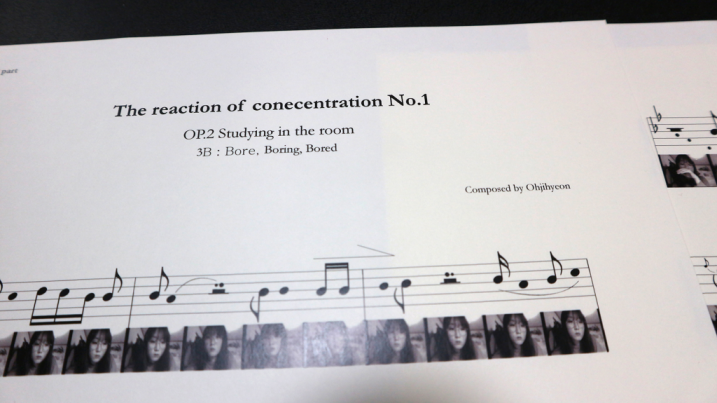 part
The reaction of conecentration No.1
OP.2 Studying in the room
3B : Bore, Boring, Bored
Composed by Ohjihyeon